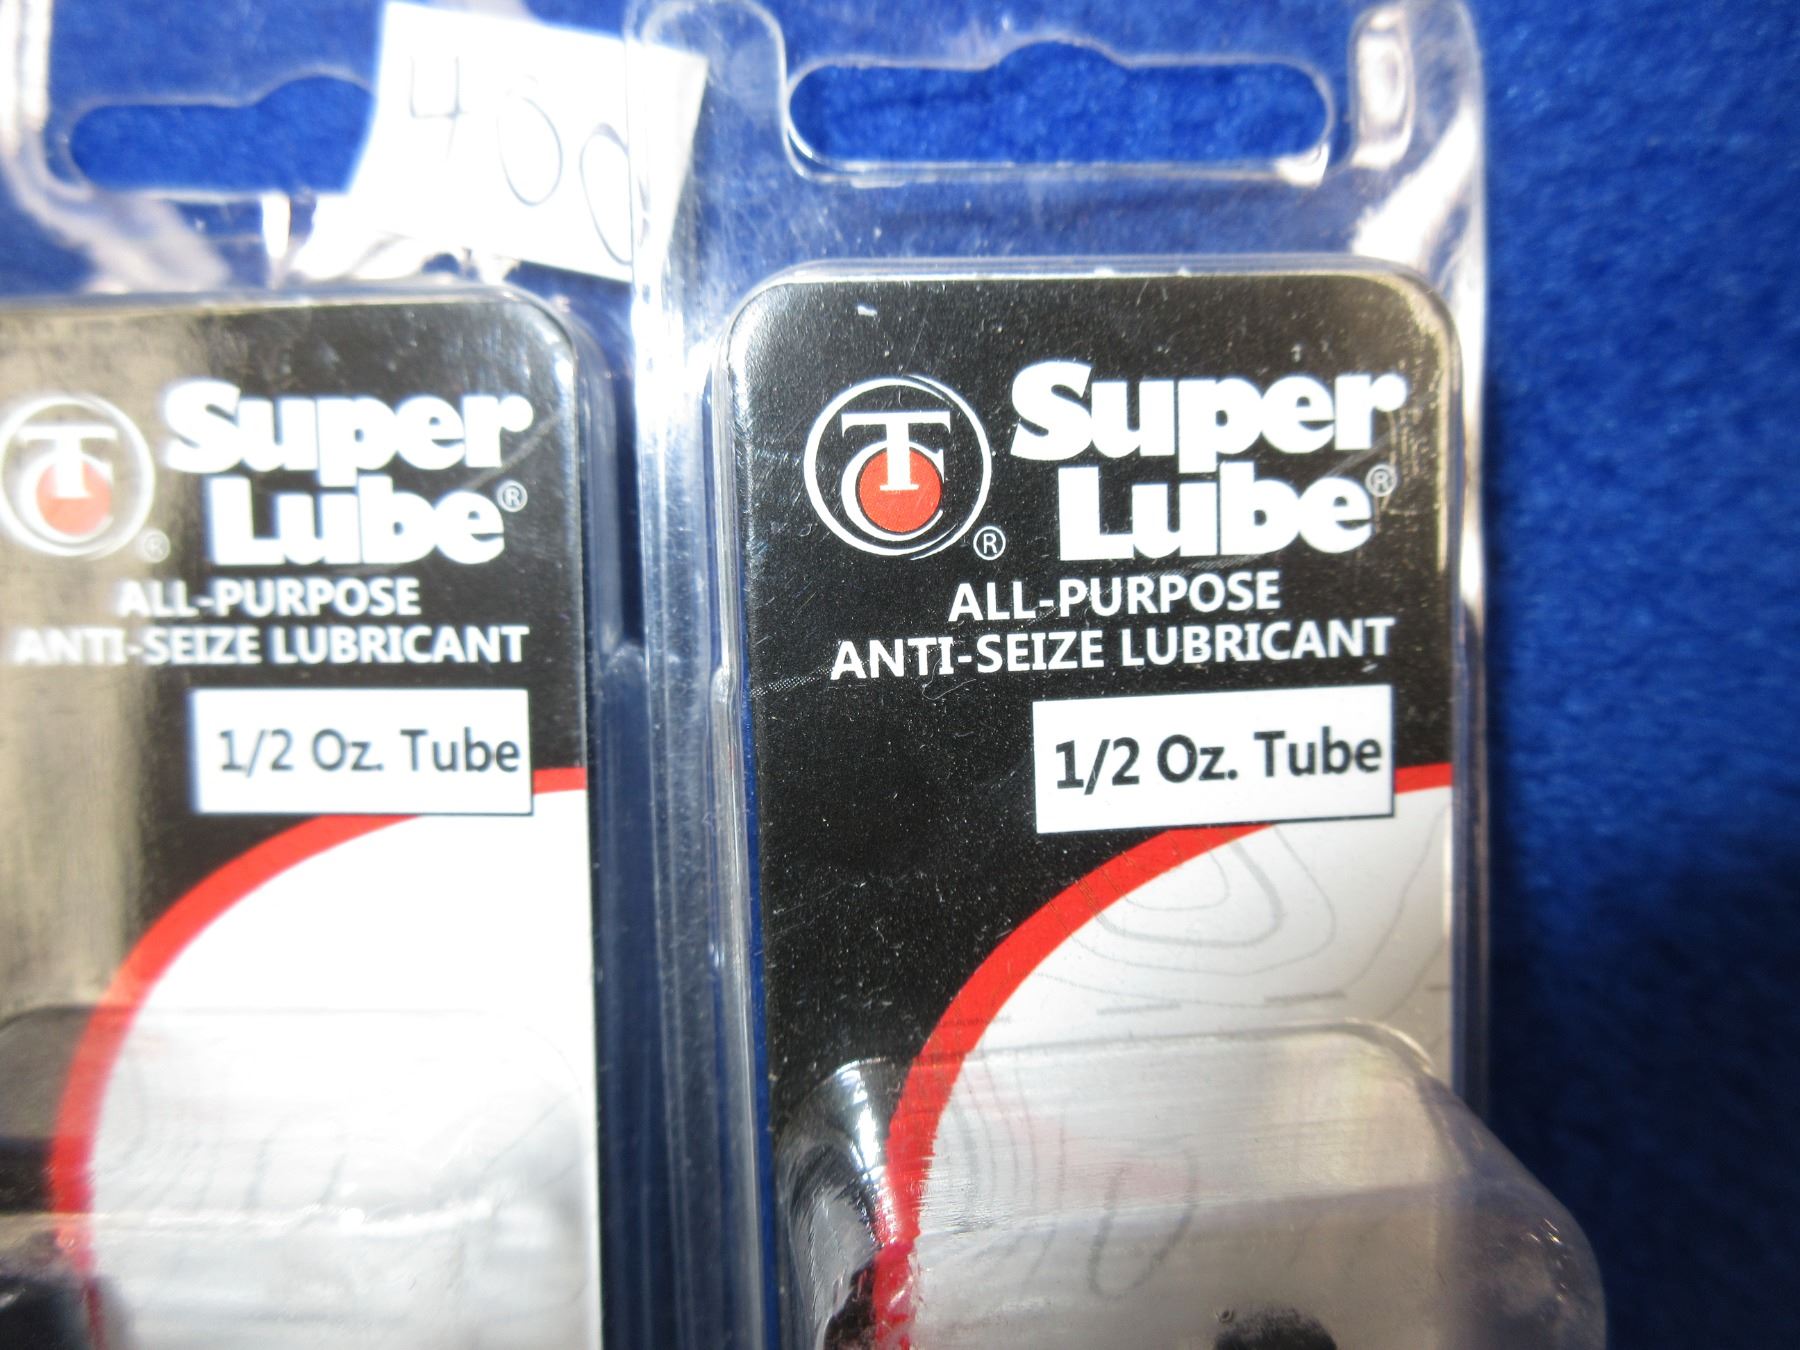 400
TC
®
Super
Lube®
ALL-PURPOSE
ANTI-SEIZE LUBRICANT
1/2 Oz. Tube
TC
®
Super
Lube®
ALL-PURPOSE
ANTI-SEIZE LUBRICANT
1/2 Oz. Tube